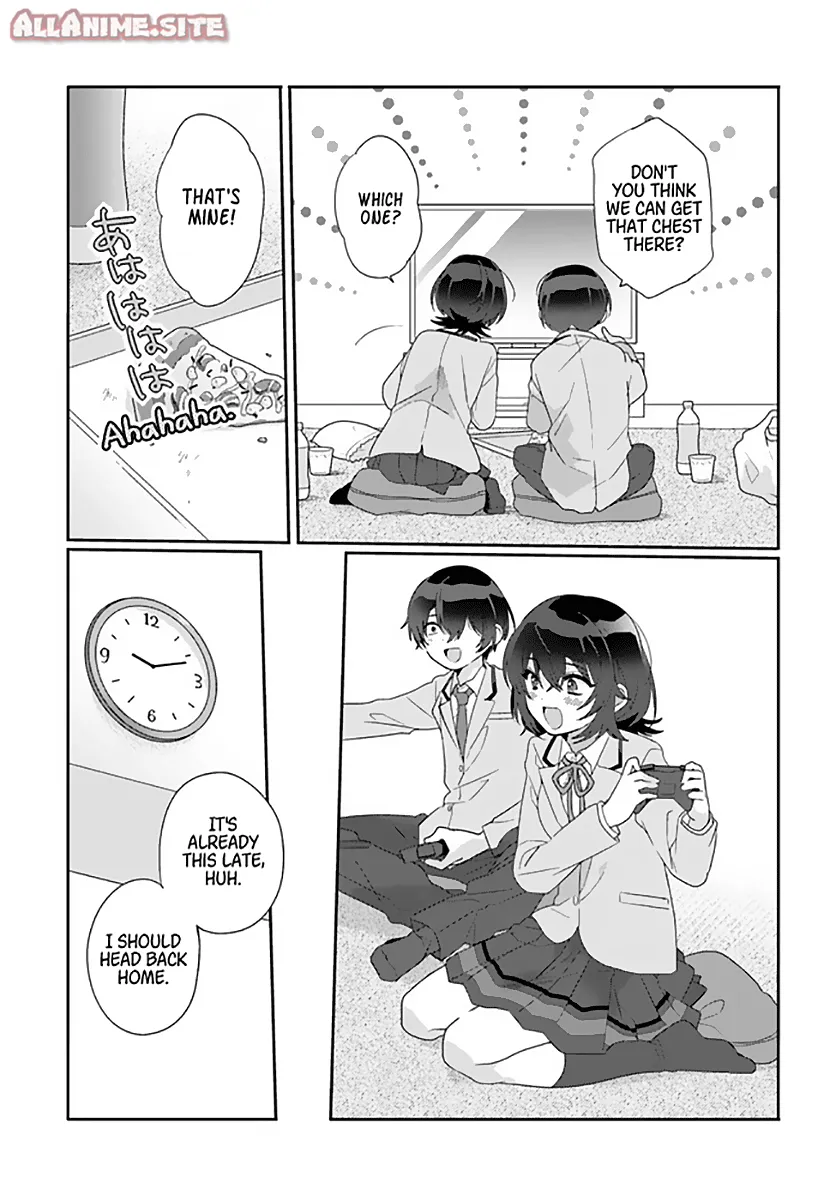 AllAnime.site
DON'T
YOU THINK
WE CAN GET
THAT CHEST
THERE?
WHICH
ONE?
THAT'S
MINE!
あはははは
Ahahaha.
12
3
6
9
IT'S
ALREADY
THIS LATE,
HUH.
I SHOULD
HEAD BACK
HOME.